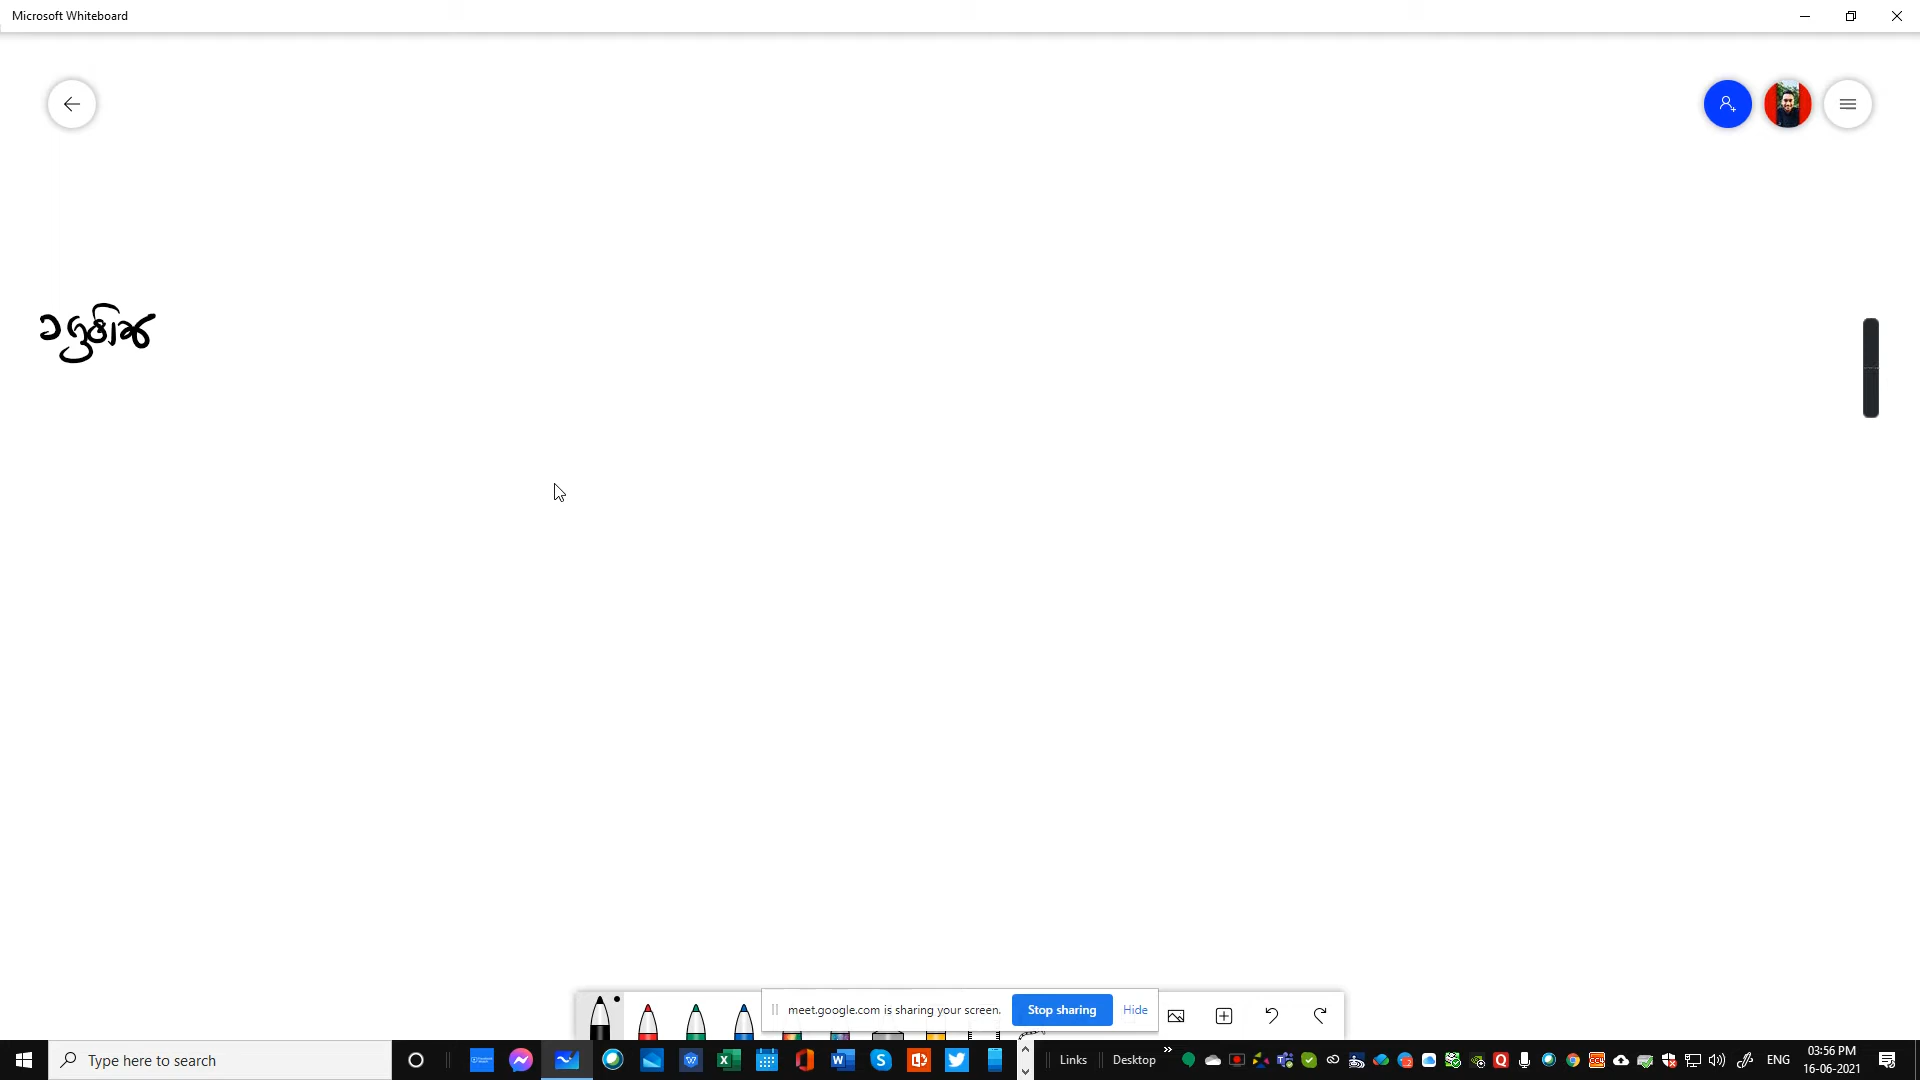 Microsoft Whiteboard
meet.google.com is sharing your screen.
Stop sharing
Hide
Type here to search
Links
Desktop
ENG
03:56 PM
16-06-2021